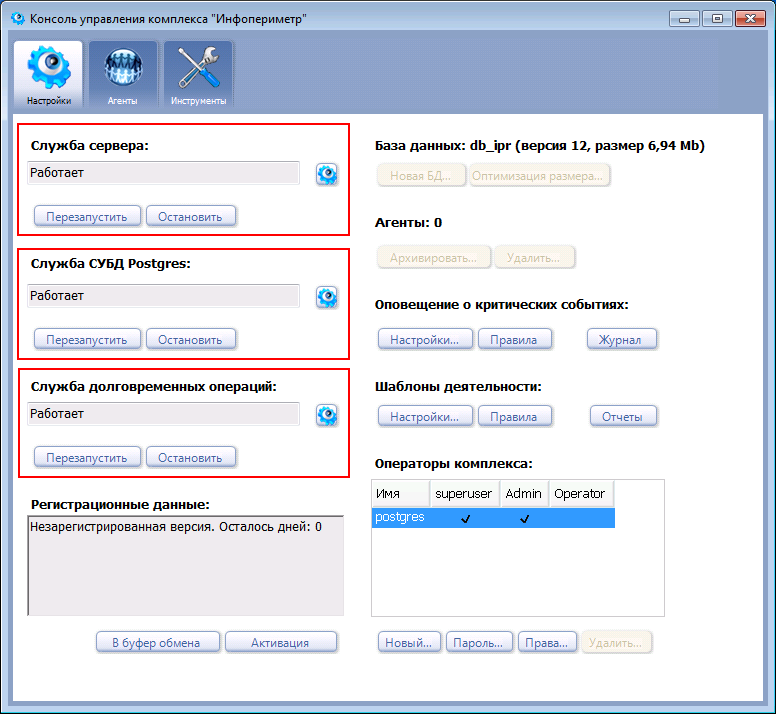 Консоль управления комплекса "Инфопериметр"
Настройки
Агенты
Инструменты
Служба сервера:
Работает
Перезапустить
Остановить
Служба СУБД Postgres:
Работает
Перезапустить
Остановить
Служба долговременных операций:
Работает
Перезапустить
Остановить
Регистрационные данные:
Незарегистрированная версия. Осталось дней: 0
В буфер обмена
Активация
База данных: db_ipr (версия 12, размер 6,94 Mb)
Новая БД...
Оптимизация размера...
Агенты: 0
Архивировать...
Удалить...
Оповещение о критических событиях:
Настройки...
Правила
Журнал
Шаблоны деятельности:
Настройки...
Правила
Отчеты
Операторы комплекса:
Имя superuser Admin Operator
postgres ✓ ✓
Новый...
Пароль...
Права...
Удалить...